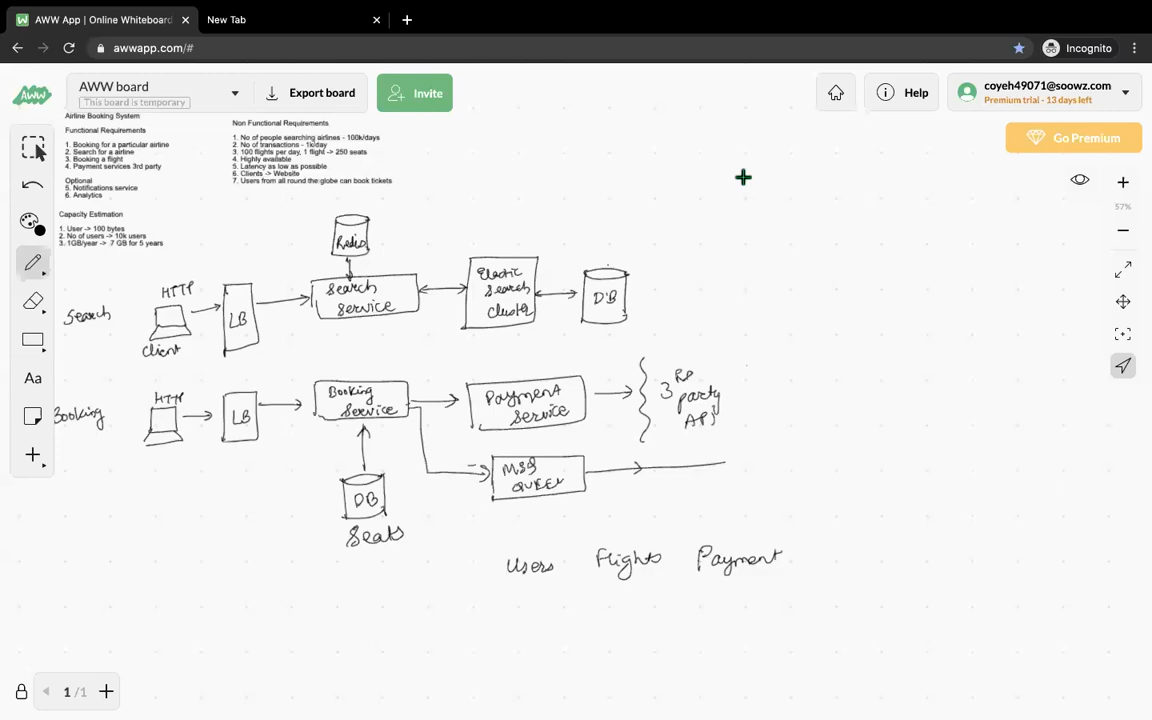 AWW App | Online Whiteboard
New Tab
awwapp.com/#
Incognito
AWW
AWW board
This board is temporary
Export board
Invite
Help
coyeh49071@soowz.com
Premium trial - 13 days left
Go Premium
57%
Airline Booking System
Functional Requirements
1. Booking for a particular airline
2. Search for a airline
3. Booking a flight
4. Payment services 3rd party
Optional
5. Notifications service
6. Analytics
Non Functional Requirements
1. No of people searching airlines - 100k/days
2. No of transactions - 1k/day
3. 100 flights per day, 1 flight -> 250 seats
4. Highly available
5. Latency as low as possible
6. Clients -> Website
7. Users from all round the globe can book tickets
Capacity Estimation
1. User -> 100 bytes
2. No of users -> 10k users
3. 1GB/year -> 7 GB for 5 years
Search
HTTP
Client
LB
Redis
Search
Service
Elastic
Search
Cluster
DB
Booking
HTTP
LB
Booking
Service
Payment
Service
3 RD
party
API
MSG
DB
Seats
Users Flights Payment
Aa
1 /1